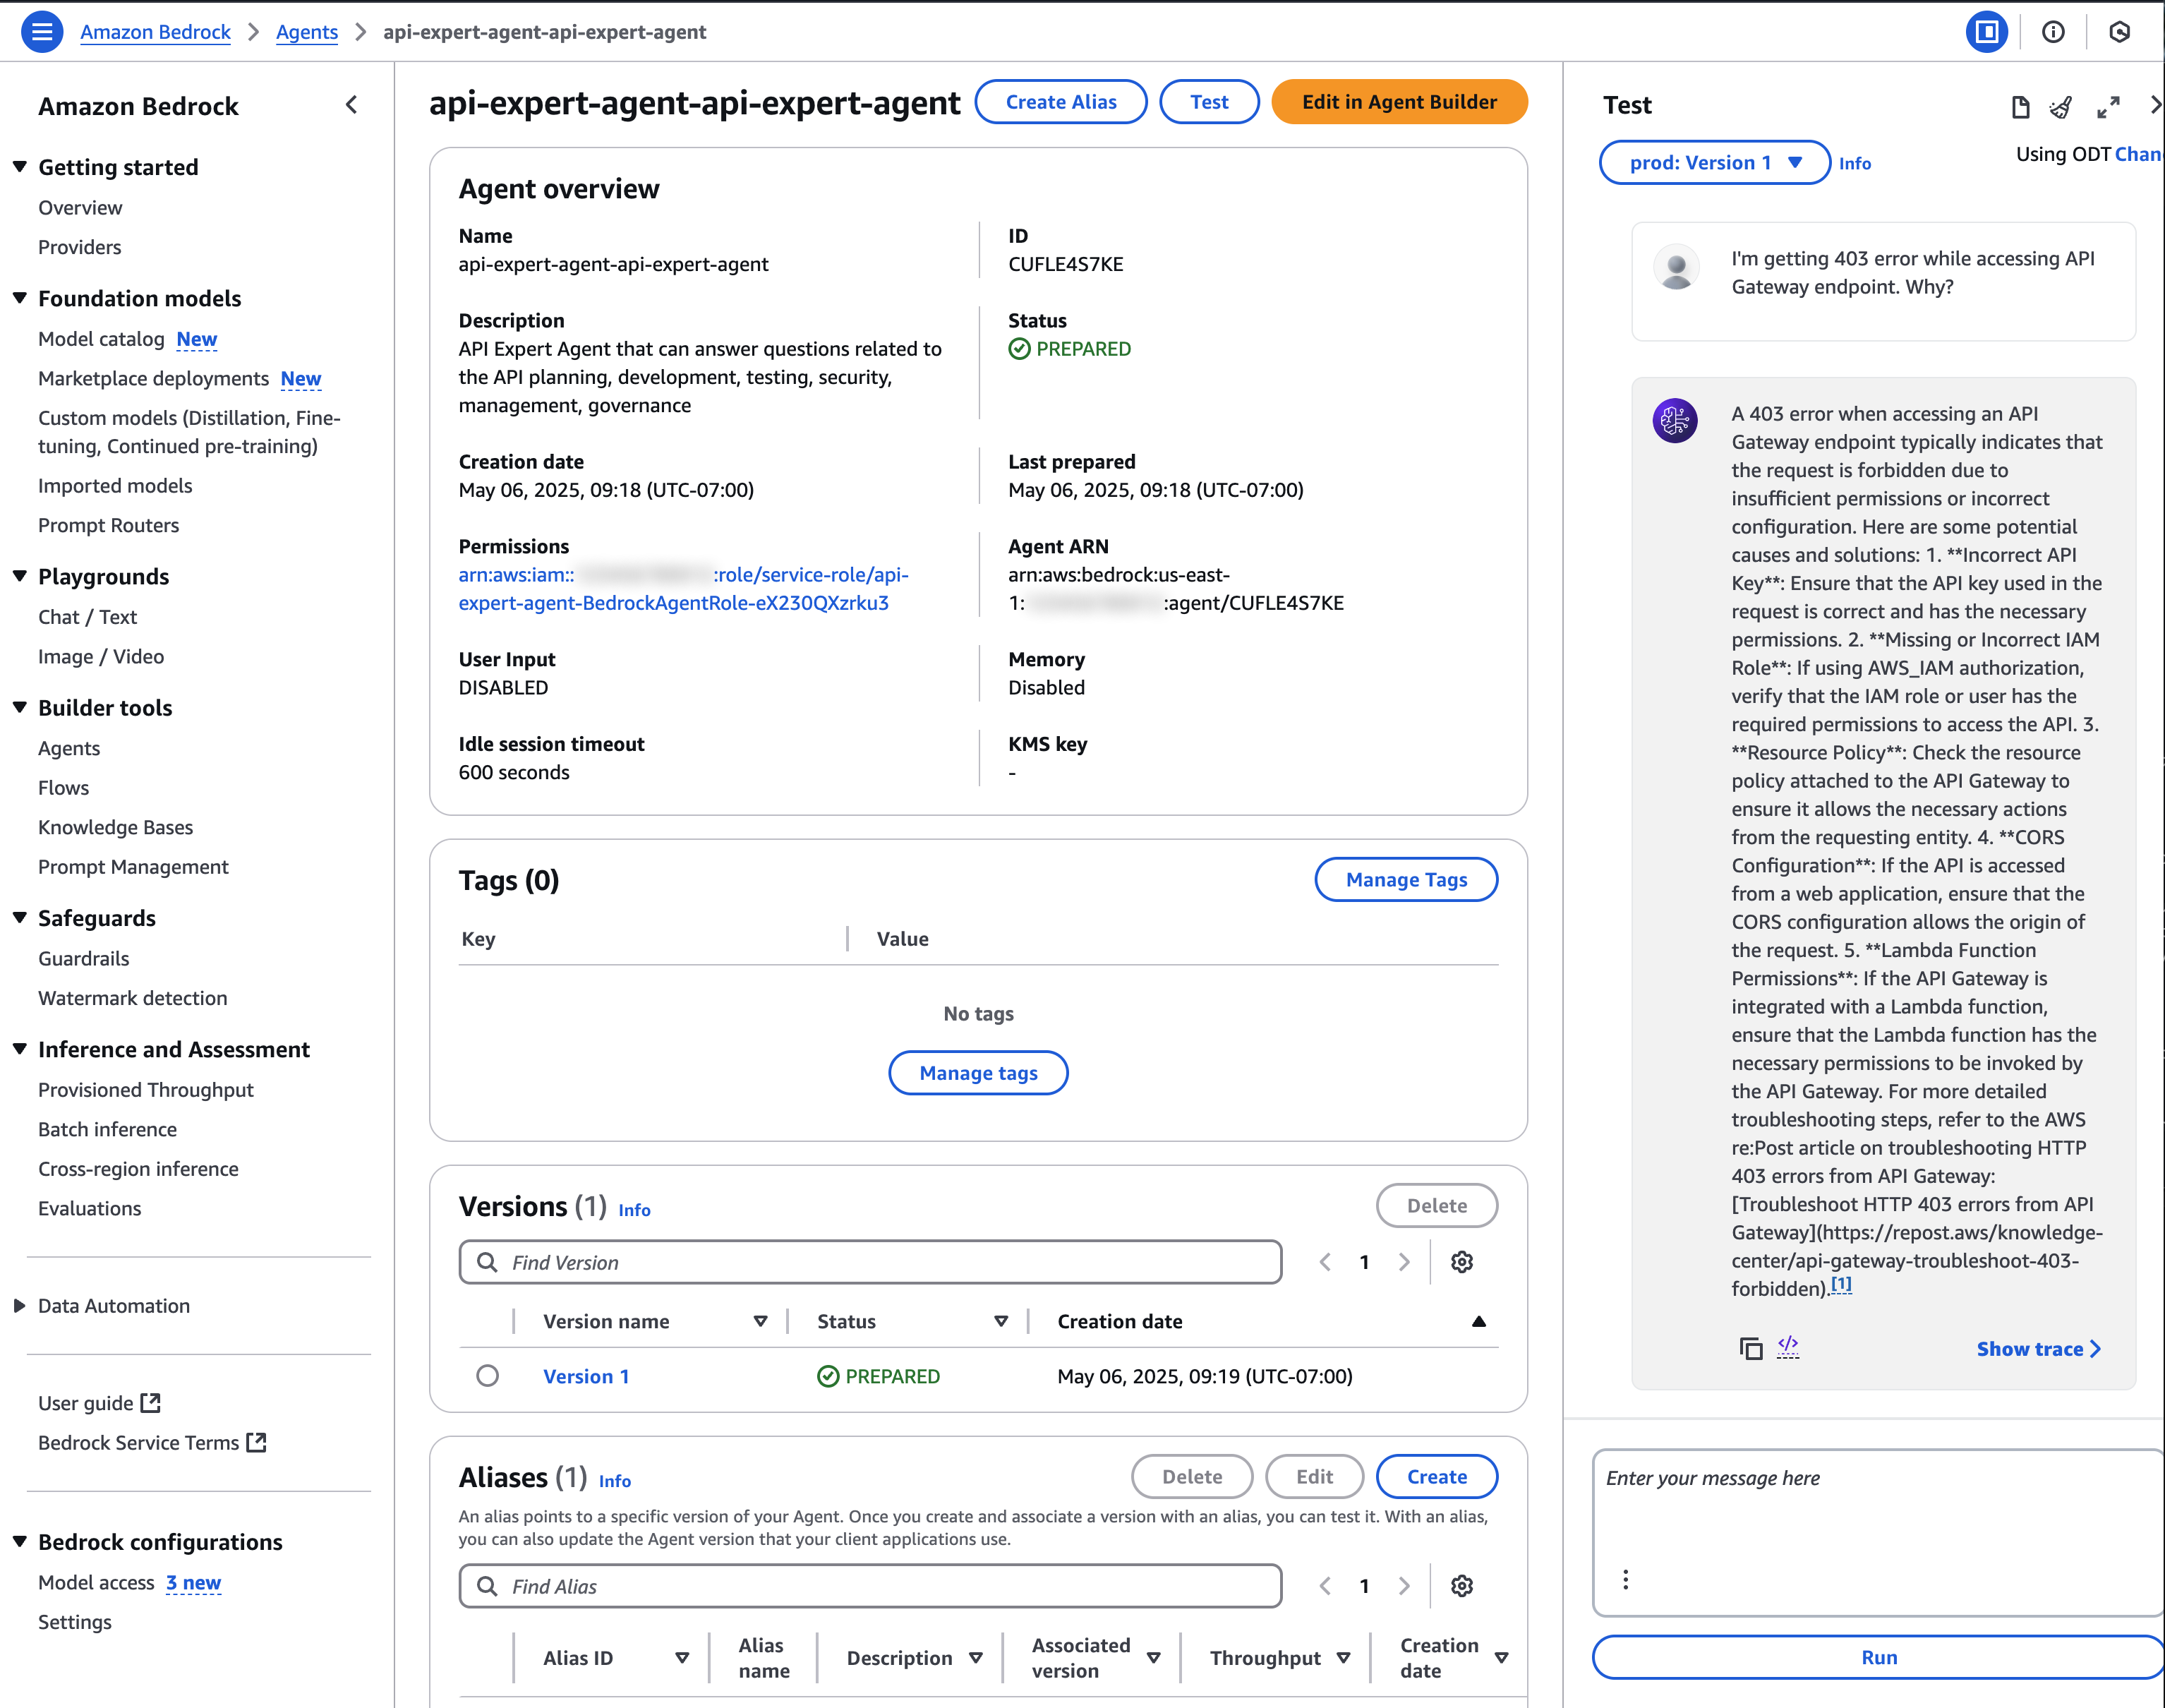 Amazon Bedrock
Agents
api-expert-agent-api-expert-agent
Amazon Bedrock
Getting started
Overview
Providers
Foundation models
Model catalog New
Marketplace deployments New
Custom models (Distillation, Fine-
tuning, Continued pre-training)
Imported models
Prompt Routers
Playgrounds
Chat / Text
Image / Video
Builder tools
Agents
Flows
Knowledge Bases
Prompt Management
Safeguards
Guardrails
Watermark detection
Inference and Assessment
Provisioned Throughput
Batch inference
Cross-region inference
Evaluations
Data Automation
User guide
Bedrock Service Terms
Bedrock configurations
Model access 3 new
Settings
api-expert-agent-api-expert-agent
Create Alias
Test
Edit in Agent Builder
Agent overview
Name
api-expert-agent-api-expert-agent
ID
CUFLE4S7KE
Description
API Expert Agent that can answer questions related to
the API planning, development, testing, security,
management, governance
Status
PREPARED
Creation date
May 06, 2025, 09:18 (UTC-07:00)
Last prepared
May 06, 2025, 09:18 (UTC-07:00)
Permissions
arn:aws:iam:: :role/service-role/api-
expert-agent-BedrockAgentRole-eX230QXzrku3
Agent ARN
arn:aws:bedrock:us-east-
1: :agent/CUFLE4S7KE
User Input
DISABLED
Memory
Disabled
Idle session timeout
600 seconds
KMS key
-
Tags (0)
Manage Tags
Key
Value
No tags
Manage tags
Versions (1) Info
Delete
Find Version
1
Version name
Status
Creation date
Version 1
PREPARED
May 06, 2025, 09:19 (UTC-07:00)
Aliases (1) Info
Delete
Edit
Create
An alias points to a specific version of your Agent. Once you create and associate a version with an alias, you can test it. With an alias,
you can also update the Agent version that your client applications use.
Find Alias
1
Alias ID
Alias
name
Description
Associated
version
Throughput
Creation
date
Test
prod: Version 1
Info
Using ODT Chan
I'm getting 403 error while accessing API
Gateway endpoint. Why?
A 403 error when accessing an API
Gateway endpoint typically indicates that
the request is forbidden due to
insufficient permissions or incorrect
configuration. Here are some potential
causes and solutions: 1. **Incorrect API
Key**: Ensure that the API key used in the
request is correct and has the necessary
permissions. 2. **Missing or Incorrect IAM
Role**: If using AWS_IAM authorization,
verify that the IAM role or user has the
required permissions to access the API. 3.
**Resource Policy**: Check the resource
policy attached to the API Gateway to
ensure it allows the necessary actions
from the requesting entity. 4. **CORS
Configuration**: If the API is accessed
from a web application, ensure that the
CORS configuration allows the origin of
the request. 5. **Lambda Function
Permissions**: If the API Gateway is
integrated with a Lambda function,
ensure that the Lambda function has the
necessary permissions to be invoked by
the API Gateway. For more detailed
troubleshooting steps, refer to the AWS
re:Post article on troubleshooting HTTP
403 errors from API Gateway:
[Troubleshoot HTTP 403 errors from API
Gateway](https://repost.aws/knowledge-
center/api-gateway-troubleshoot-403-
forbidden).[1]
Show trace
Enter your message here
Run